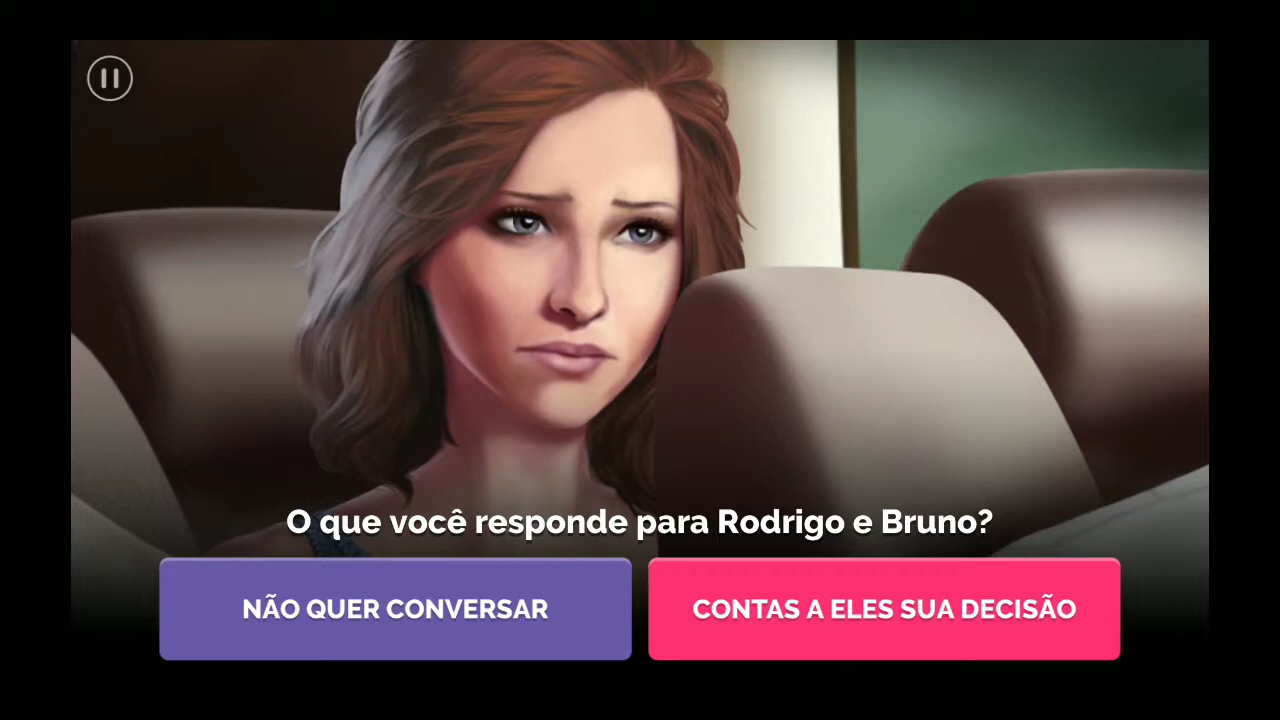 O que você responde para Rodrigo e Bruno?
NÃO QUER CONVERSAR
CONTAS A ELES SUA DECISÃO